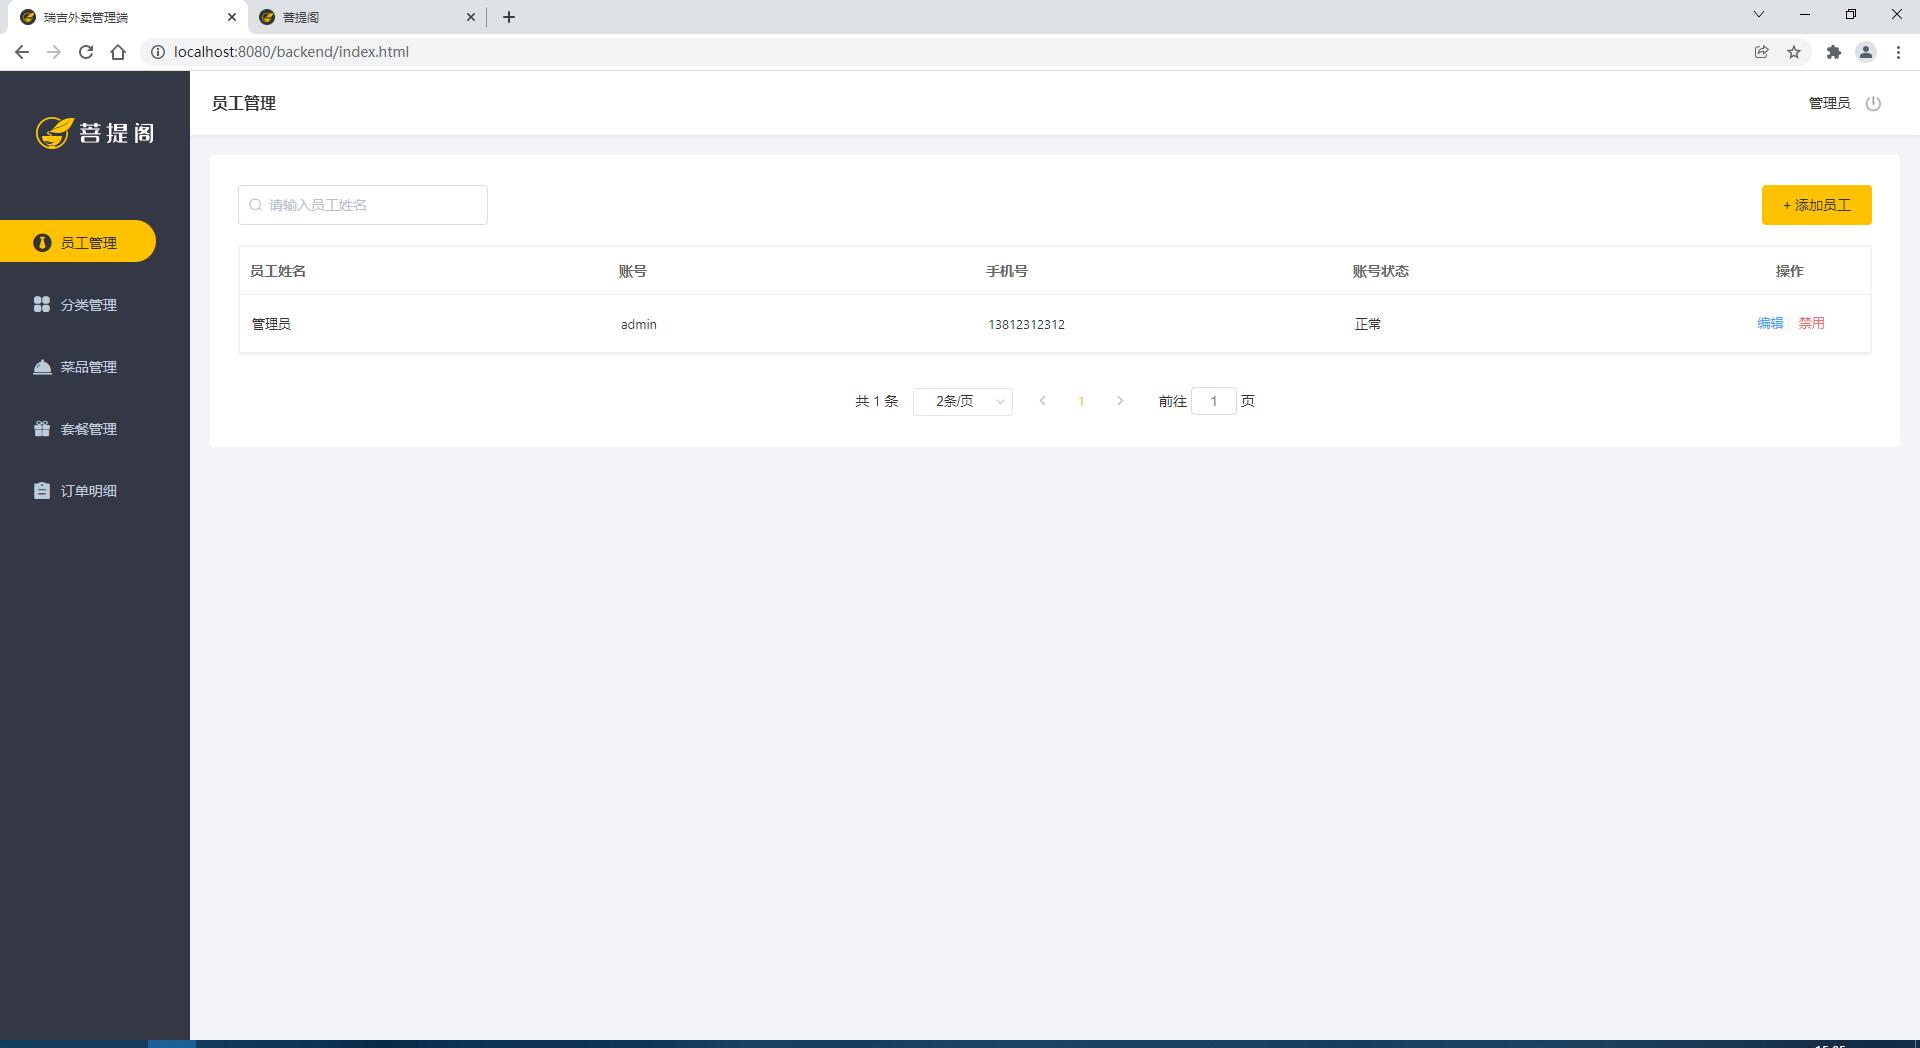 瑞吉外卖管理端
菩提阁
localhost:8080/backend/index.html
菩提阁
员工管理
管理员
员工管理
分类管理
菜品管理
套餐管理
订单明细
请输入员工姓名
+ 添加员工
员工姓名 账号 手机号 账号状态 操作
管理员 admin 13812312312 正常 编辑 禁用
共 1 条 2条/页 1 前往 1 页